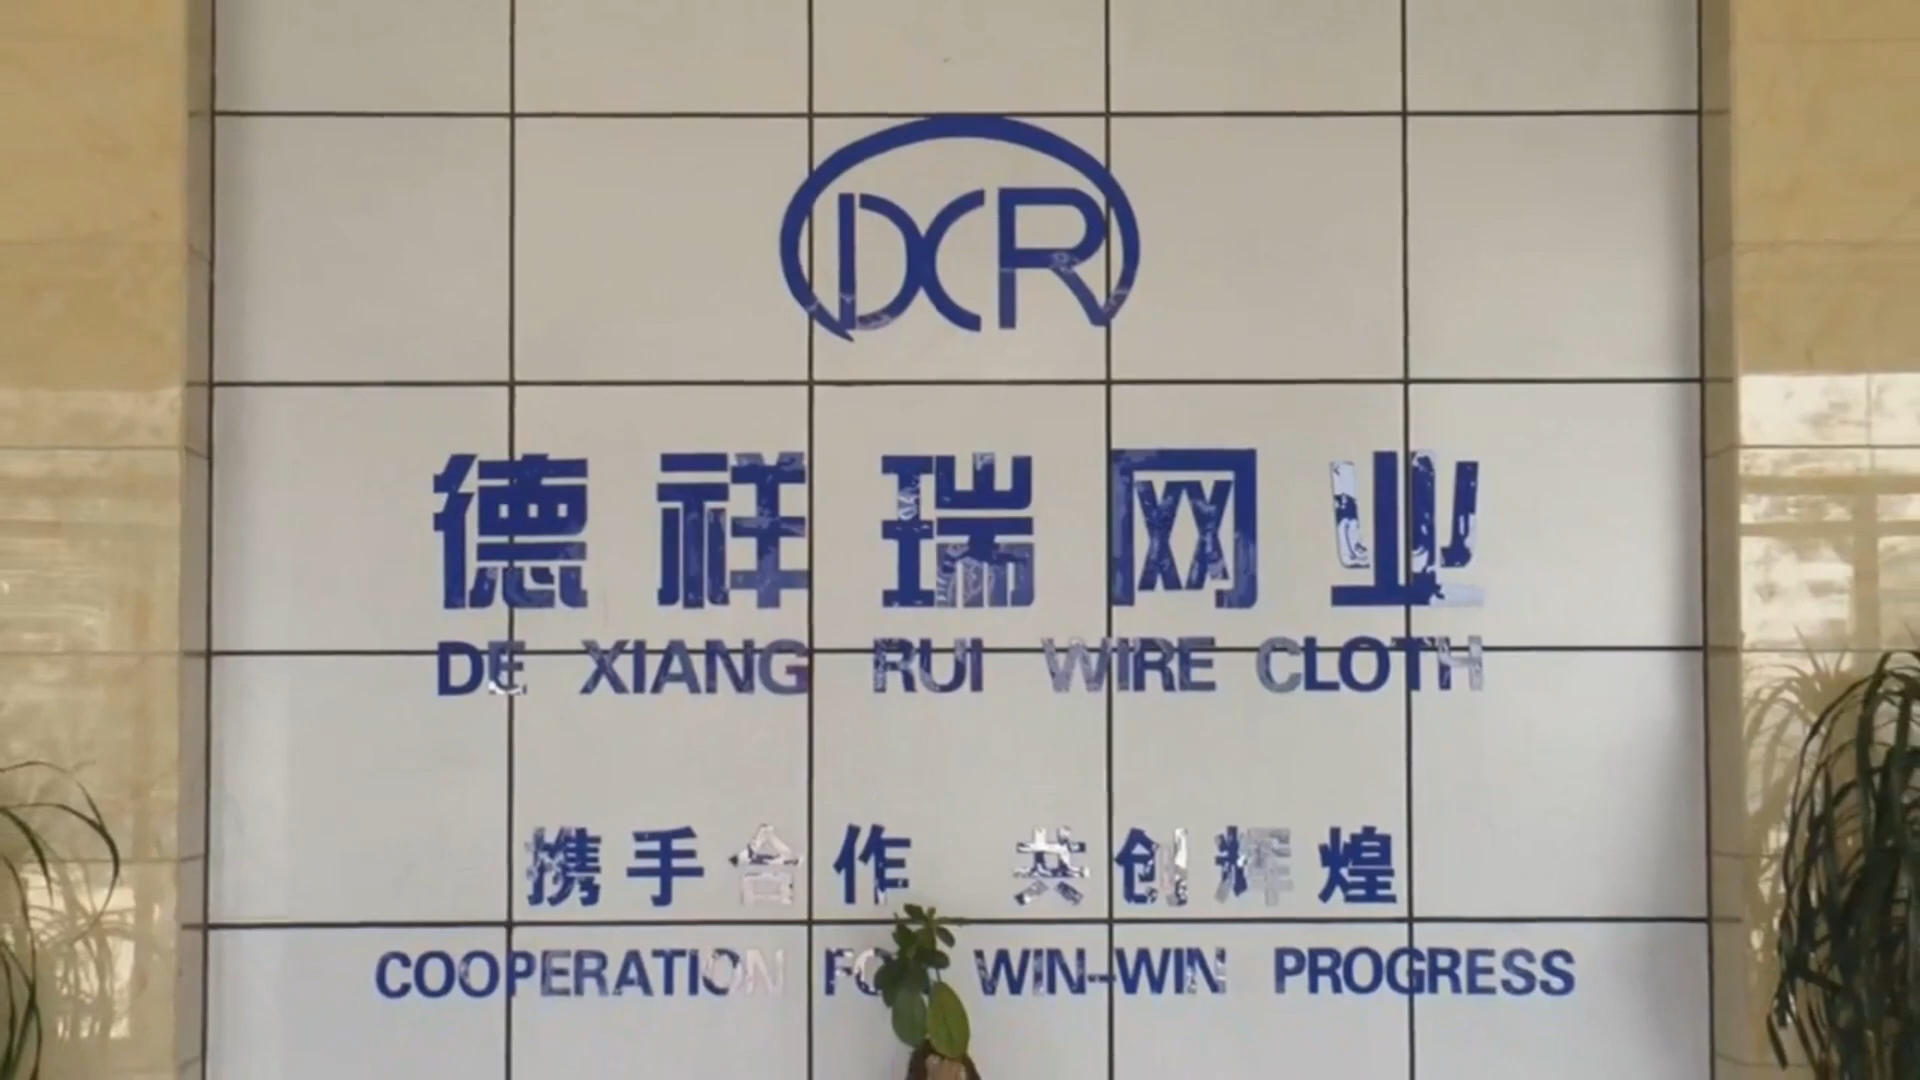 DXR
德祥瑞网业
DE XIANG RUI WIRE CLOTH
携手合作 共创辉煌
COOPERATION FO WIN-WIN PROGRESS